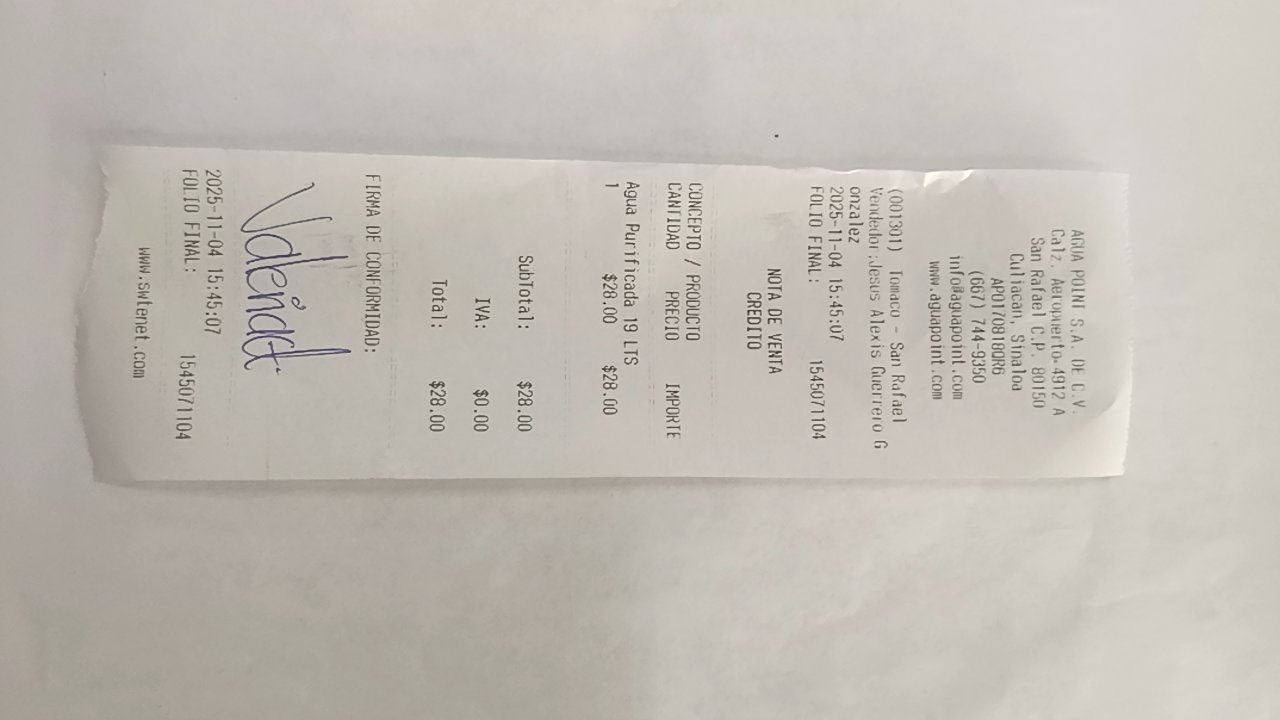 AGUA POINT S.A. DE C.V.
Calz. Aeropuerto 4912 A
San Rafael C.P. 80150
Culiacan, Sinaloa
APO170818QR6
(667) 744-9350
info@aguapoint.com
www.aguapoint.com
(001301) Tomaco - San Rafael
Vendedor:Jesus Alexis Guerrero G
onzalez
2025-11-04 15:45:07
FOLIO FINAL: 1545071104
NOTA DE VENTA
CREDITO
CONCEPTO / PRODUCTO
CANTIDAD PRECIO IMPORTE
Agua Purificada 19 LTS
1 $28.00 $28.00
SubTotal: $28.00
IVA: $0.00
Total: $28.00
FIRMA DE CONFORMIDAD:
2025-11-04 15:45:07
FOLIO FINAL: 1545071104
www.swtenet.com